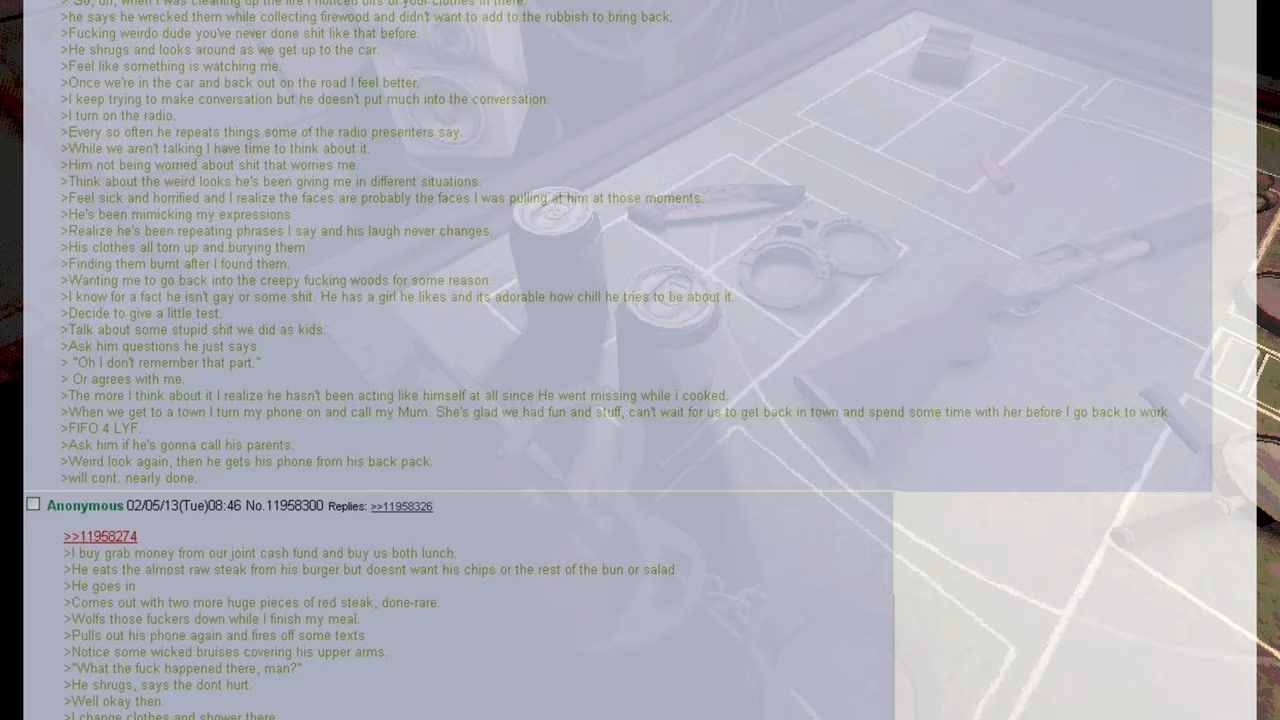 > "So, uh, when I was cleaning up the fire I noticed bits of your clothes in there."
>he says he wrecked them while collecting firewood and didn't want to add to the rubbish to bring back.
>Fucking weirdo dude you've never done shit like that before.
>He shrugs and looks around as we get up to the car.
>Feel like something is watching me.
>Once we're in the car and back out on the road I feel better.
>I keep trying to make conversation but he doesn't put much into the conversation.
>I turn on the radio.
>Every so often he repeats things some of the radio presenters say.
>While we aren't talking I have time to think about it.
>Him not being worried about shit that worries me.
>Think about the weird looks he's been giving me in different situations.
>Feel sick and horrified and I realize the faces are probably the faces I was pulling at him at those moments.
>He's been mimicking my expressions
>Realize he's been repeating phrases I say and his laugh never changes.
>His clothes all torn up and burying them
>Finding them burnt after I found them.
>Wanting me to go back into the creepy fucking woods for some reason.
>I know for a fact he isn't gay or some shit. He has a girl he likes and its adorable how chill he tries to be about it.
>Decide to give a little test.
>Talk about some stupid shit we did as kids.
>Ask him questions he just says
> "Oh I don't remember that part."
> Or agrees with me.
>The more I think about it I realize he hasn't been acting like himself at all since He went missing while i cooked.
>When we get to a town I turn my phone on and call my Mum. She's glad we had fun and stuff, can't wait for us to get back in town and spend some time with her before I go back to work.
>FIFO 4 LYF.
>Ask him if he's gonna call his parents.
>Weird look again, then he gets his phone from his back pack.
>will cont. nearly done.
Anonymous 02/05/13(Tue)08:46 No.11958300 Replies: >>11958326
>>11958274
>I buy grab money from our joint cash fund and buy us both lunch.
>He eats the almost raw steak from his burger but doesnt want his chips or the rest of the bun or salad
>He goes in
>Comes out with two more huge pieces of red steak, done-rare.
>Wolfs those fuckers down while I finish my meal.
>Pulls out his phone again and fires off some texts
>Notice some wicked bruises covering his upper arms.
>"What the fuck happened there, man?"
>He shrugs, says the dont hurt.
>Well okay then.
>I change clothes and shower there